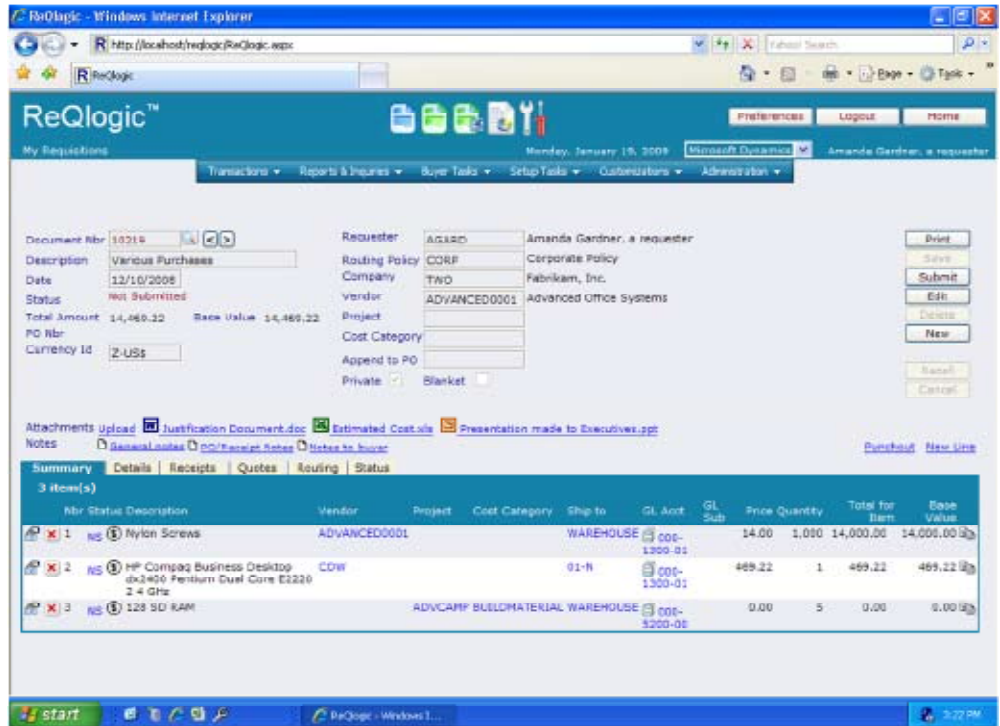 ReQlogic - Windows Internet Explorer
http://localhost/reqlogic/ReQlogic.aspx
Yahoo! Search
ReQlogic
Page
Tools
ReQlogic™
Preferences
Logout
Home
My Requisitions
Monday, January 19, 2009
Microsoft Dynamics
Amanda Gardner, a requester
Transactions
Reports & Inquiries
Buyer Tasks
Setup Tasks
Customizations
Administration
Document Nbr
Requester AGARD Amanda Gardner, a requester
Print
Description Various Purchases
Routing Policy CORP Corporate Policy
Save
Date 12/10/2008
Company TWO Fabrikam, Inc.
Submit
Status Not Submitted
Vendor ADVANCED0001 Advanced Office Systems
Edit
Total Amount 14,469.22 Base Value 14,469.22
Project
Delete
PO Nbr
Cost Category
New
Currency Id Z-US$
Append to PO
Recall
Private Blanket
Cancel
Attachments Upload Justification Document.doc Estimated Cost.xls Presentation made to Executives.ppt
Notes General notes PO/Receipt Notes Notes to buyer
Punchout New Line
Summary Details Receipts Quotes Routing Status
3 item(s)
Nbr Status Description Vendor Project Cost Category Ship to GL Acct GL Sub Price Quantity Total for Item Base Value
1 NS Nylon Screws ADVANCED0001 WAREHOUSE 000-1300-01 14.00 1,000 14,000.00 14,000.00
2 NS HP Compaq Business Desktop CDW 01-N 000-1300-01 469.22 1 469.22 469.22
dx2400 Pentium Dual Core E2220
2.4 GHz
3 NS 128 SD RAM ADVCAMP BUILDMATERIAL WAREHOUSE 000-5200-00 0.00 5 0.00 0.00
start
ReQlogic - Windows I...
3:22 PM